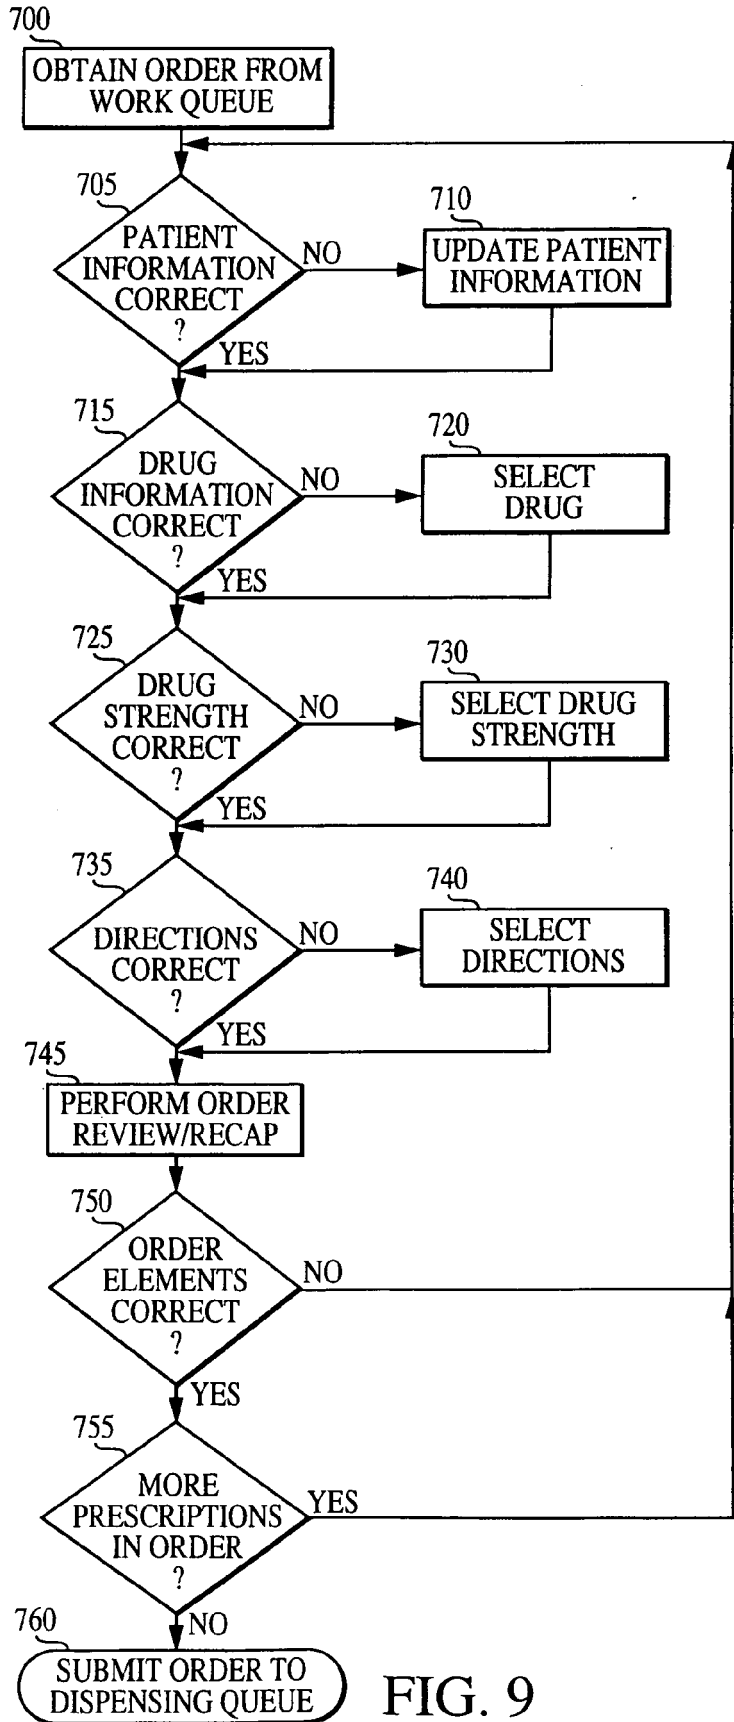 700
OBTAIN ORDER FROM
WORK QUEUE
705
PATIENT
INFORMATION
CORRECT
?
NO
710
UPDATE PATIENT
INFORMATION
YES
715
DRUG
INFORMATION
CORRECT
?
NO
720
SELECT
DRUG
YES
725
DRUG
STRENGTH
CORRECT
?
NO
730
SELECT DRUG
STRENGTH
YES
735
DIRECTIONS
CORRECT
?
NO
740
SELECT
DIRECTIONS
YES
745
PERFORM ORDER
REVIEW/RECAP
750
ORDER
ELEMENTS
CORRECT
?
NO
YES
755
MORE
PRESCRIPTIONS
IN ORDER
?
YES
NO
760
SUBMIT ORDER TO
DISPENSING QUEUE
FIG. 9